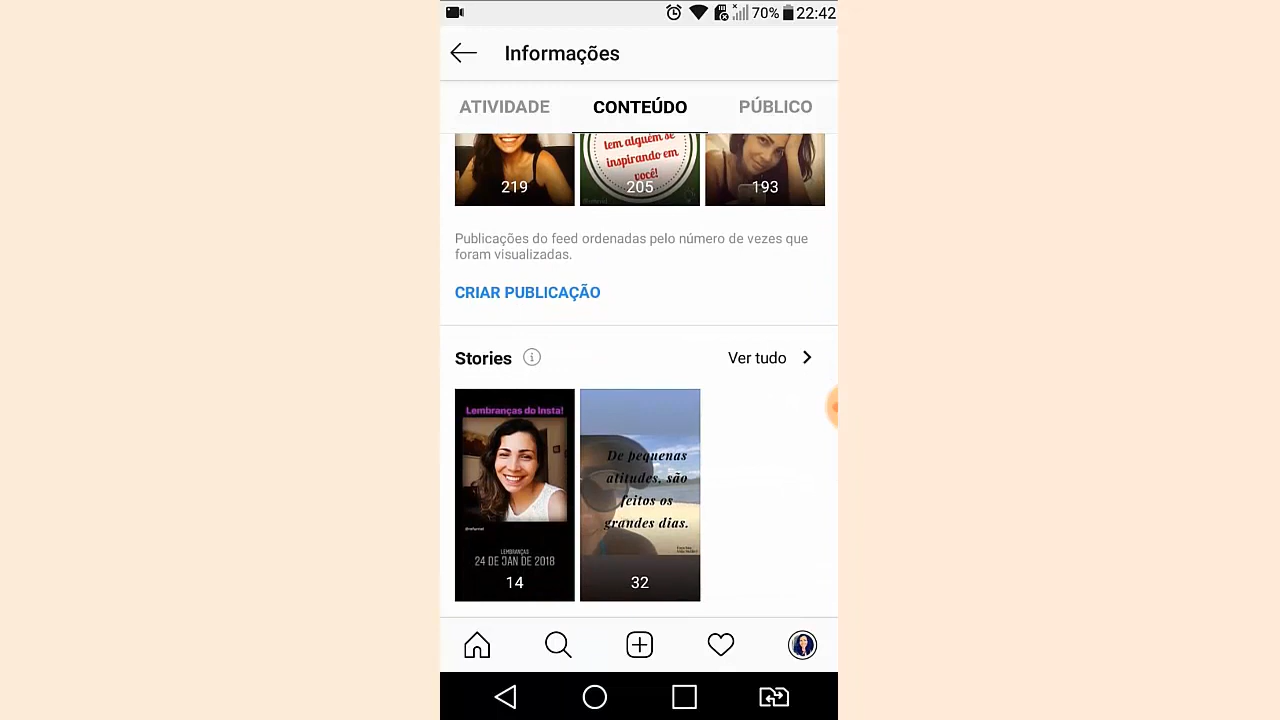 70% 22:42
Informações
ATIVIDADE CONTEÚDO PÚBLICO
tem alguém se
inspirando em
você!
219 205 193
Publicações do feed ordenadas pelo número de vezes que
foram visualizadas.
CRIAR PUBLICAÇÃO
Stories Ver tudo
Lembranças do Insta!
De pequenas
atitudes, são
feitos os
grandes dias.
LEMBRANÇAS
24 DE JAN DE 2018
14 32